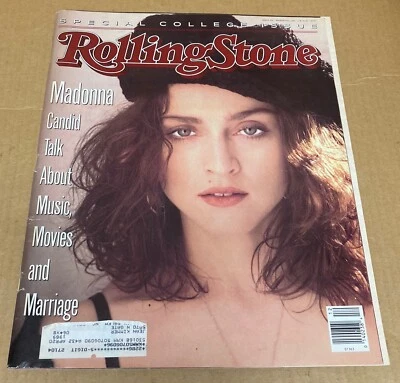 SPECIAL COLLEGE ISSUE
RollingStone
Madonna
Candid
Talk
About
Music,
Movies
and
Marriage